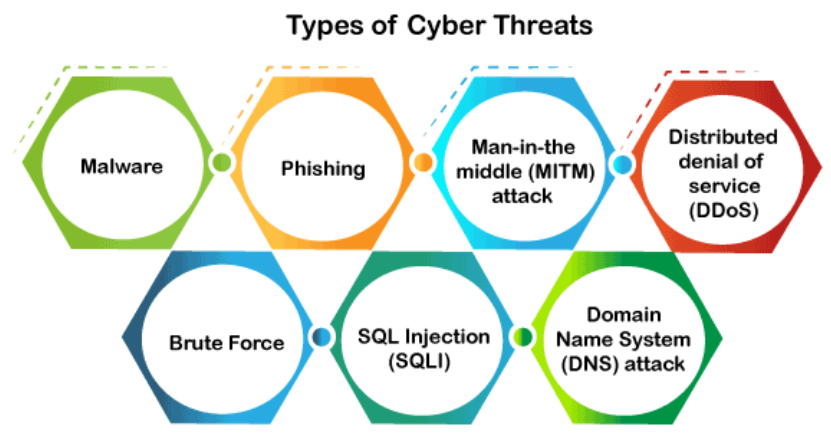 Types of Cyber Threats
Malware
Phishing
Man-in-the
middle (MITM)
attack
Distributed
denial of
service
(DDoS)
Brute Force
SQL Injection
(SQLI)
Domain
Name System
(DNS) attack